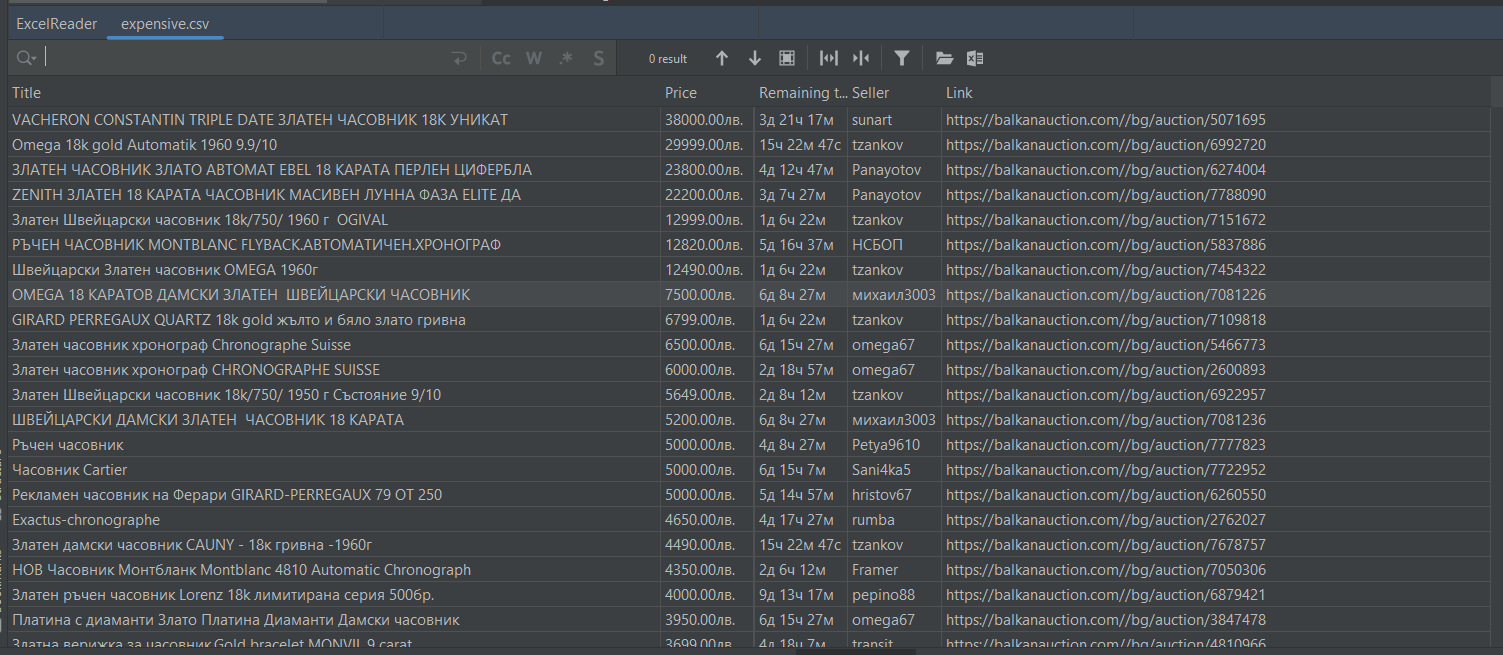 ExcelReader expensive.csv
Cc W .* S 0 result
Title Price Remaining t... Seller Link
VACHERON CONSTANTIN TRIPLE DATE ЗЛАТЕН ЧАСОВНИК 18K УНИКАТ 38000.00лв. 3д 21ч 17м sunart https://balkanauction.com//bg/auction/5071695
Omega 18k gold Automatik 1960 9.9/10 29999.00лв. 15ч 22м 47с tzankov https://balkanauction.com//bg/auction/6992720
ЗЛАТЕН ЧАСОВНИК ЗЛАТО АВТОМАТ EBEL 18 КАРАТА ПЕРЛЕН ЦИФЕРБЛА 23800.00лв. 4д 12ч 47м Panayotov https://balkanauction.com//bg/auction/6274004
ZENITH ЗЛАТЕН 18 КАРАТА ЧАСОВНИК МАСИВЕН ЛУННА ФАЗА ELITE ДА 22200.00лв. 3д 7ч 27м Panayotov https://balkanauction.com//bg/auction/7788090
Златен Швейцарски часовник 18k/750/ 1960 г  OGIVAL 12999.00лв. 1д 6ч 22м tzankov https://balkanauction.com//bg/auction/7151672
РЪЧЕН ЧАСОВНИК MONTBLANC FLYBACK.АВТОМАТИЧЕН.ХРОНОГРАФ 12820.00лв. 5д 16ч 37м НСБОП https://balkanauction.com//bg/auction/5837886
Швейцарски Златен часовник OMEGA 1960г 12490.00лв. 1д 6ч 22м tzankov https://balkanauction.com//bg/auction/7454322
OMEGA 18 КАРАТОВ ДАМСКИ ЗЛАТЕН  ШВЕЙЦАРСКИ ЧАСОВНИК 7500.00лв. 6д 8ч 27м михаил3003 https://balkanauction.com//bg/auction/7081226
GIRARD PERREGAUX QUARTZ 18k gold жълто и бяло злато гривна 6799.00лв. 1д 6ч 22м tzankov https://balkanauction.com//bg/auction/7109818
Златен часовник хронограф Chronographe Suisse 6500.00лв. 6д 15ч 27м omega67 https://balkanauction.com//bg/auction/5466773
Златен часовник хронограф CHRONOGRAPHE SUISSE 6000.00лв. 2д 18ч 57м omega67 https://balkanauction.com//bg/auction/2600893
Златен Швейцарски часовник 18k/750/ 1950 г Състояние 9/10 5649.00лв. 2д 8ч 12м tzankov https://balkanauction.com//bg/auction/6922957
ШВЕЙЦАРСКИ ДАМСКИ ЗЛАТЕН  ЧАСОВНИК 18 КАРАТА 5200.00лв. 6д 8ч 27м михаил3003 https://balkanauction.com//bg/auction/7081236
Ръчен часовник 5000.00лв. 4д 8ч 27м Petya9610 https://balkanauction.com//bg/auction/7777823
Часовник Cartier 5000.00лв. 6д 15ч 7м Sani4ka5 https://balkanauction.com//bg/auction/7722952
Рекламен часовник на Ферари GIRARD-PERREGAUX 79 ОТ 250 5000.00лв. 5д 14ч 57м hristov67 https://balkanauction.com//bg/auction/6260550
Exactus-chronographe 4650.00лв. 4д 17ч 27м rumba https://balkanauction.com//bg/auction/2762027
Златен дамски часовник CAUNY - 18к гривна -1960г 4490.00лв. 15ч 22м 47с tzankov https://balkanauction.com//bg/auction/7678757
НОВ Часовник Монтбланк Montblanc 4810 Automatic Chronograph 4350.00лв. 2д 6ч 12м Framer https://balkanauction.com//bg/auction/7050306
Златен ръчен часовник Lorenz 18k лимитирана серия 500бр. 4000.00лв. 9д 13ч 17м pepino88 https://balkanauction.com//bg/auction/6879421
Платина с диаманти Злато Платина Диаманти Дамски часовник 3950.00лв. 6д 15ч 27м omega67 https://balkanauction.com//bg/auction/3847478
Златна верижка за часовник Gold bracelet MONVIL 9 carat 3699.00лв. 4д 18ч 7м transit https://balkanauction.com//bg/auction/4810966